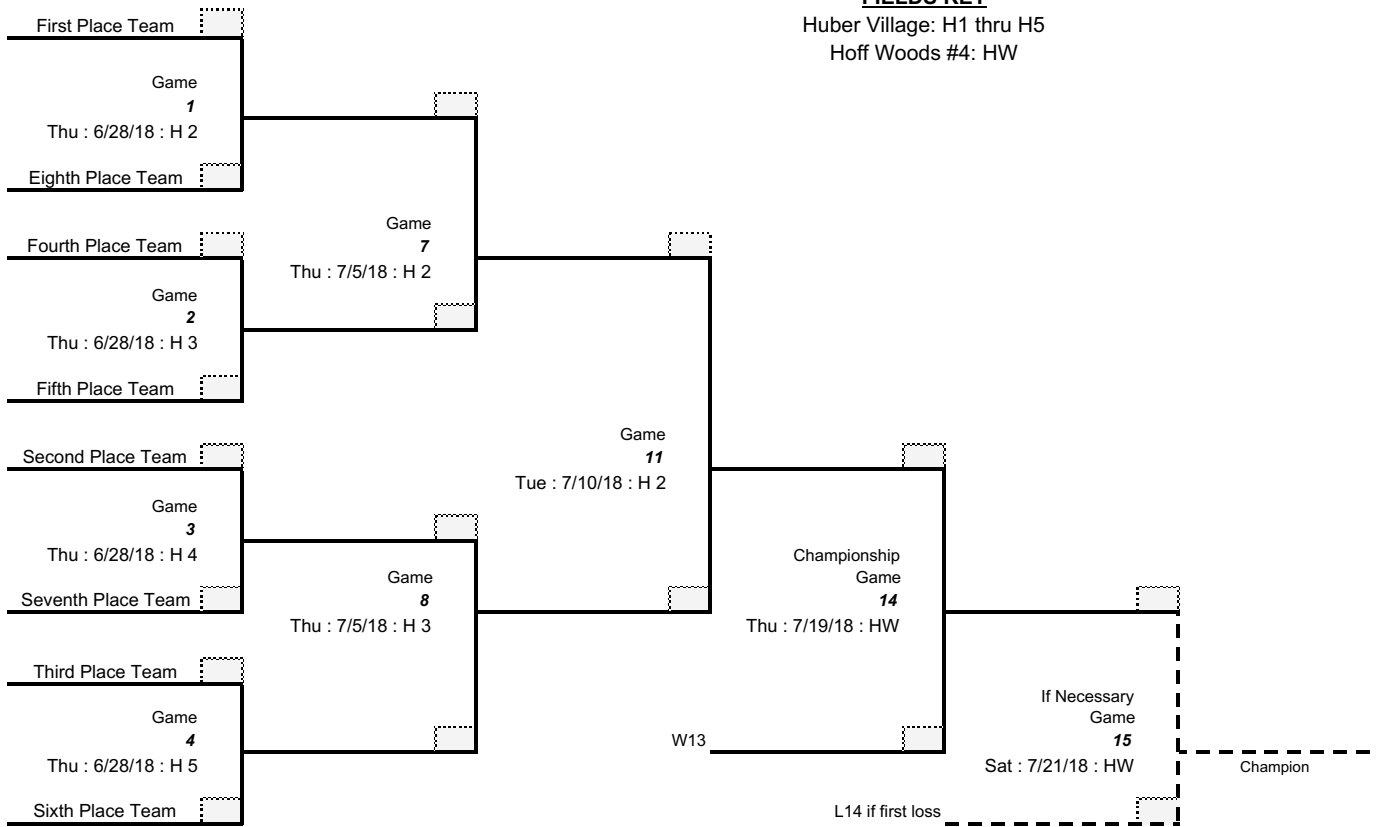 FIELDS KEY
Huber Village: H1 thru H5
Hoff Woods #4: HW
First Place Team
Game
1
Thu : 6/28/18 : H 2
Eighth Place Team
Game
7
Thu : 7/5/18 : H 2
Fourth Place Team
Game
2
Thu : 6/28/18 : H 3
Fifth Place Team
Game
11
Tue : 7/10/18 : H 2
Second Place Team
Game
3
Thu : 6/28/18 : H 4
Seventh Place Team
Game
8
Thu : 7/5/18 : H 3
Championship
Game
14
Thu : 7/19/18 : HW
Third Place Team
Game
4
Thu : 6/28/18 : H 5
Sixth Place Team
W13
If Necessary
Game
15
Sat : 7/21/18 : HW
Champion
L14 if first loss